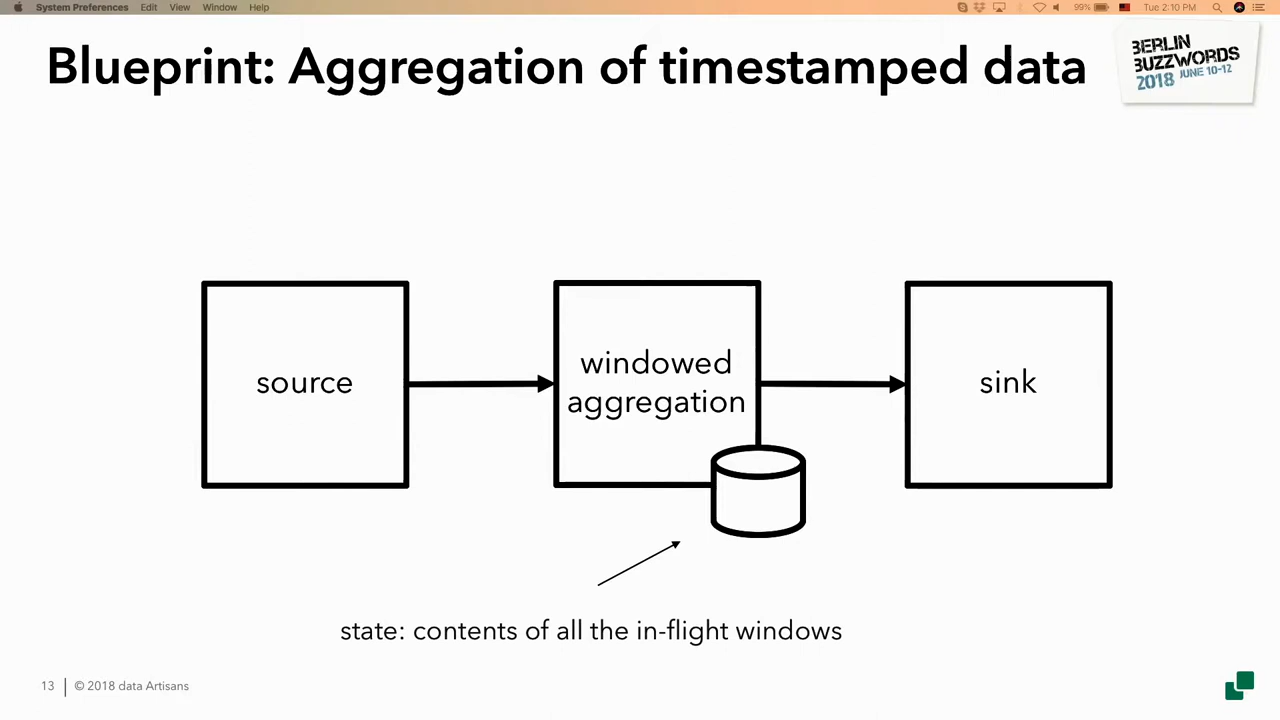 System Preferences Edit View Window Help 99% Tue 2:10 PM
Blueprint: Aggregation of timestamped data
BERLIN
BUZZWORDS
2018 JUNE 10-12
source
windowed
aggregation
sink
state: contents of all the in-flight windows
13 © 2018 data Artisans